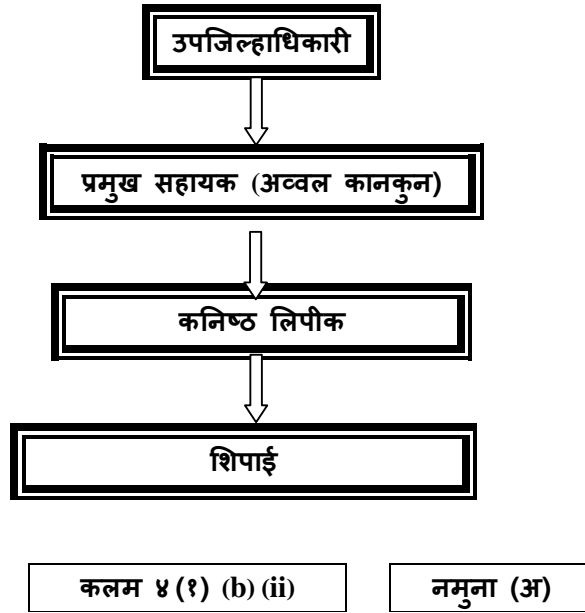 उपजिल्हाधिकारी
प्रमुख सहायक (अव्वल कानकुन)
कनिष्ठ लिपीक
शिपाई
कलम ४ (१) (b) (ii) नमुना (अ)